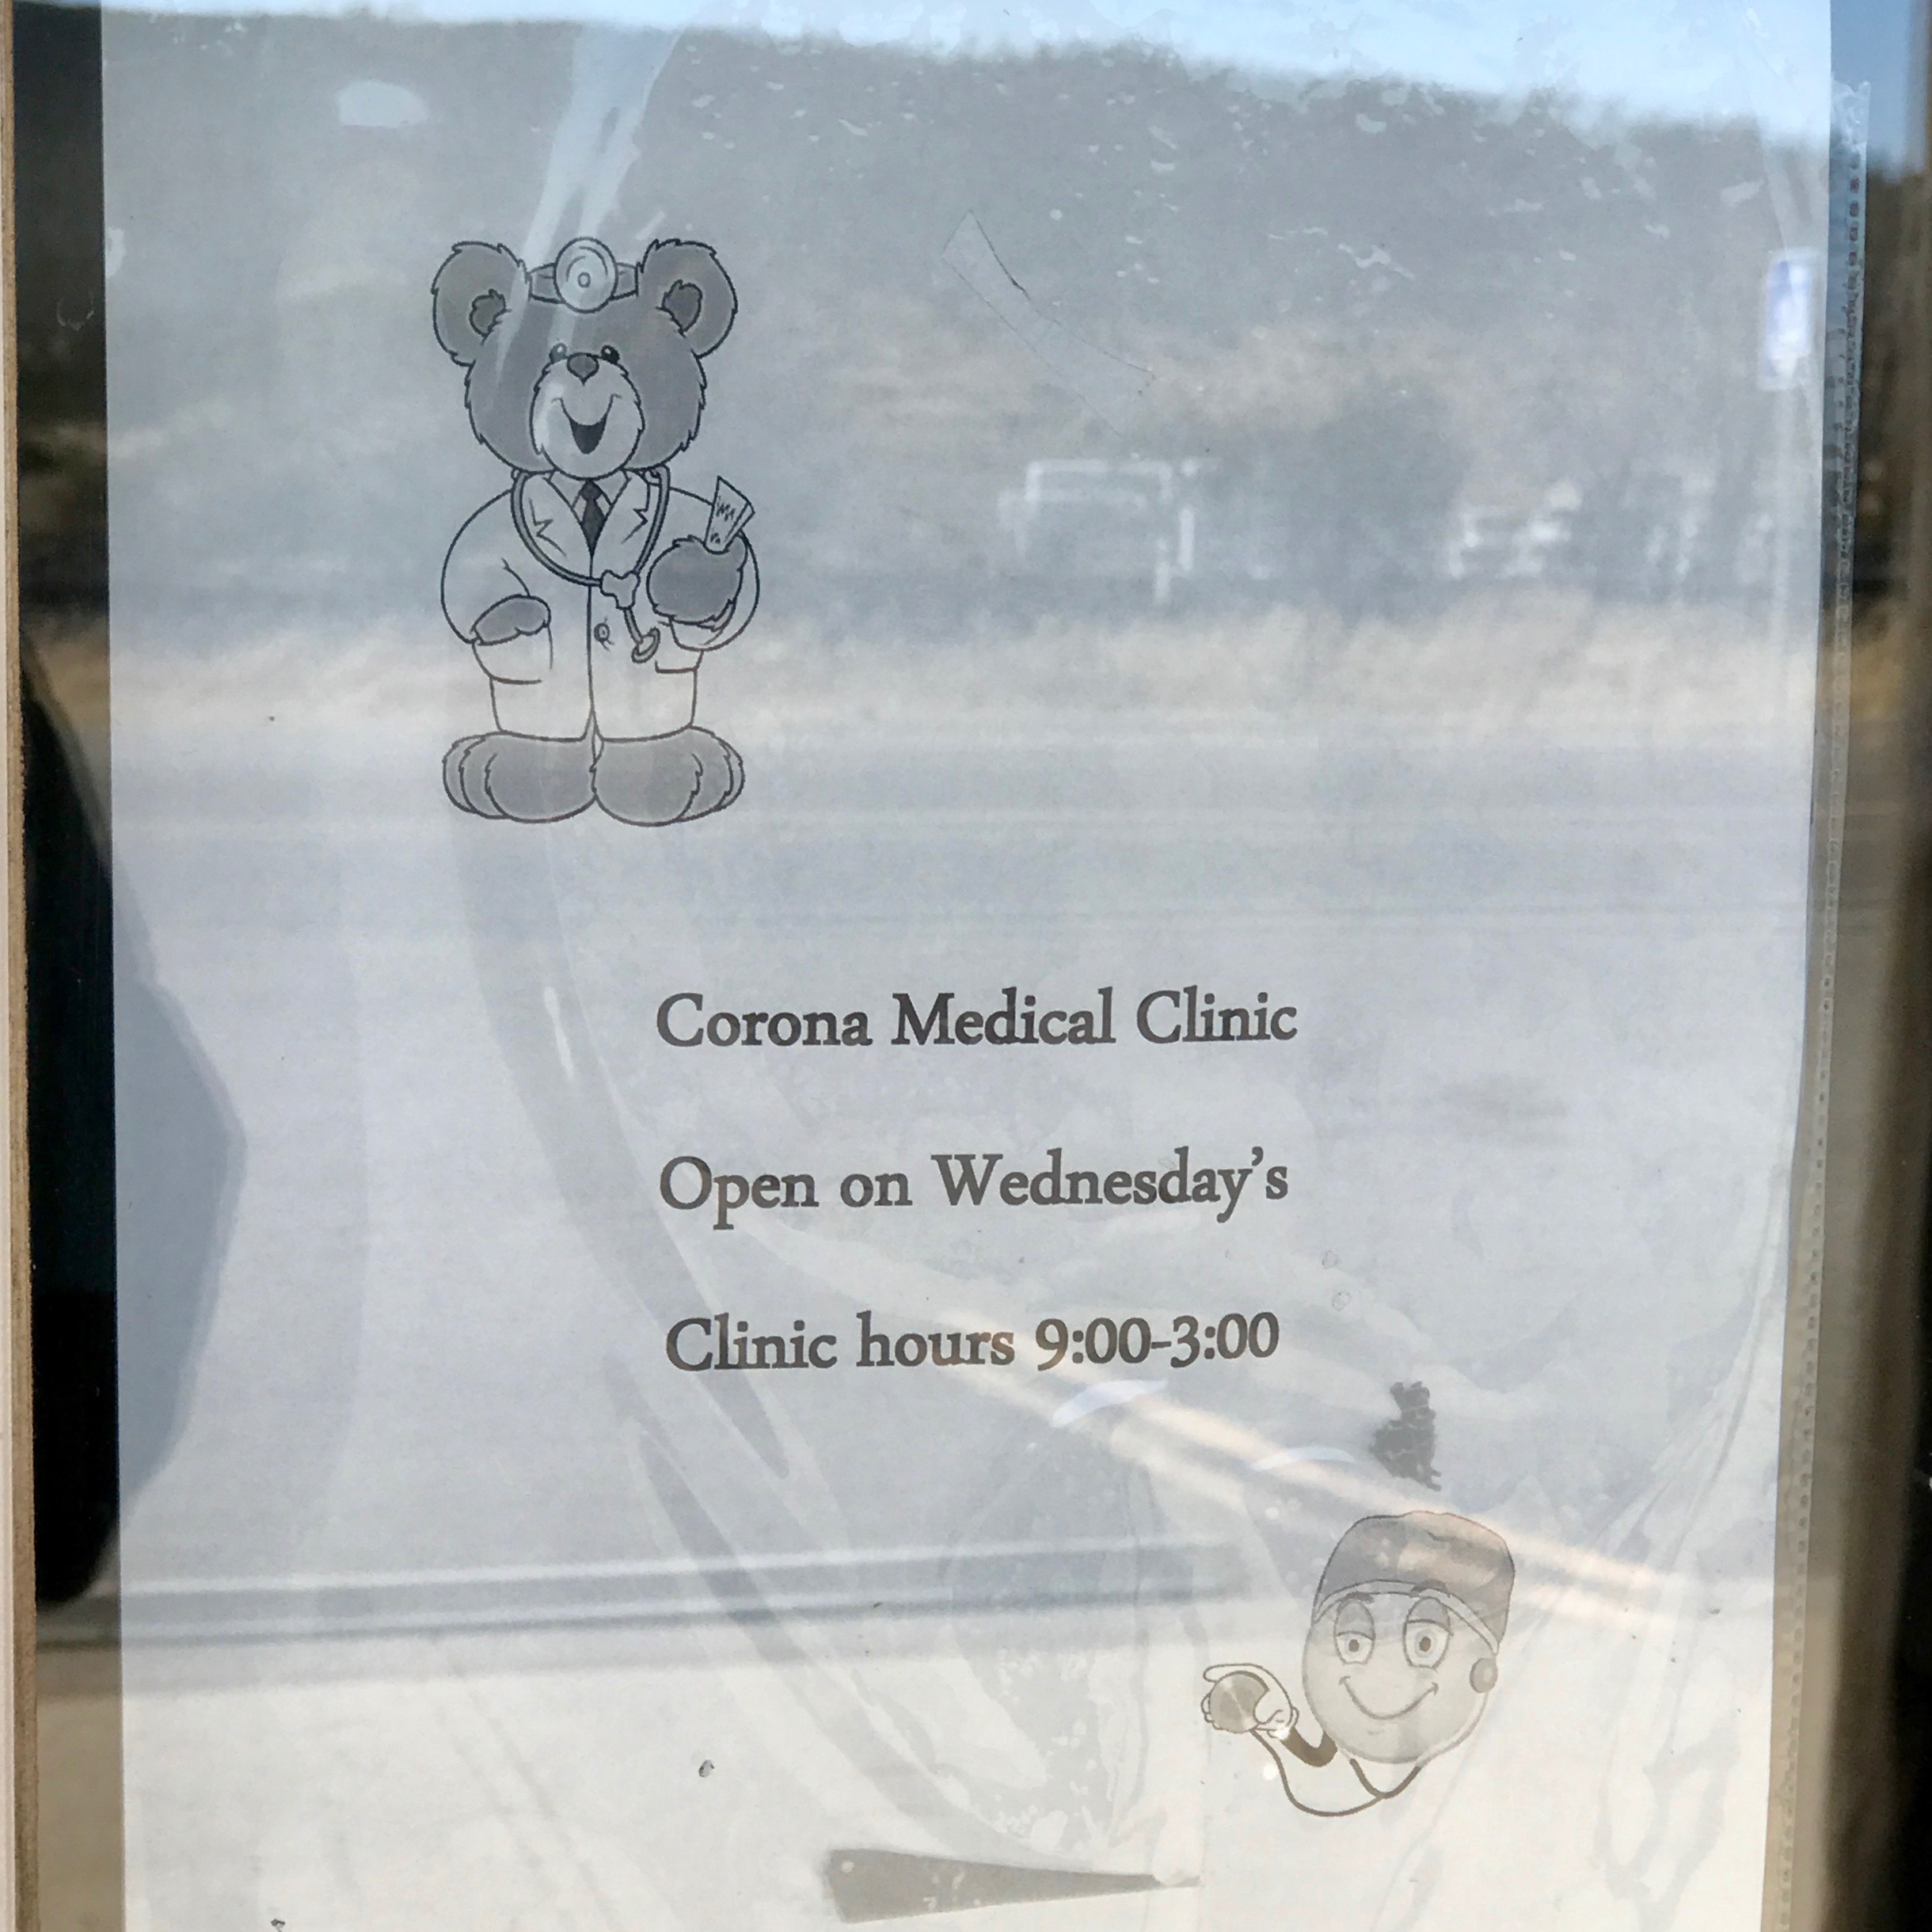 Corona Medical Clinic
Open on Wednesday’s
Clinic hours 9:00-3:00